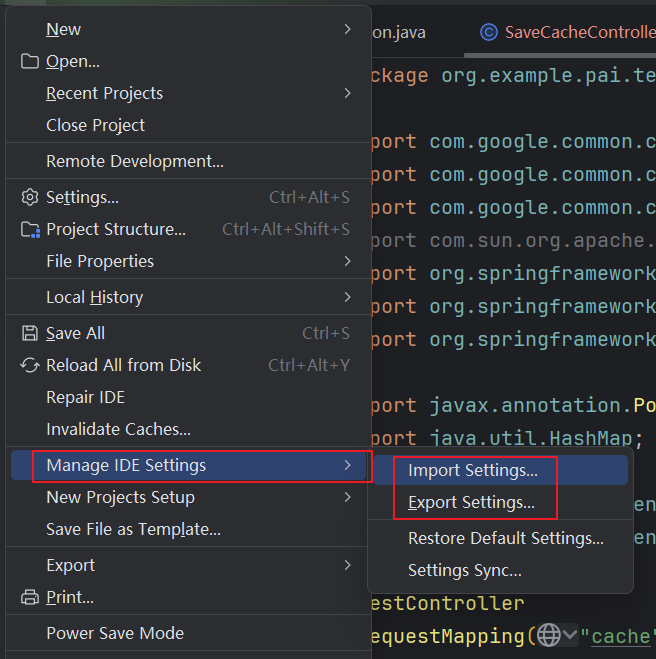 New
Open...
Recent Projects
Close Project
Remote Development...
Settings... Ctrl+Alt+S
Project Structure... Ctrl+Alt+Shift+S
File Properties
Local History
Save All Ctrl+S
Reload All from Disk Ctrl+Alt+Y
Repair IDE
Invalidate Caches...
Manage IDE Settings
New Projects Setup
Save File as Template...
Export
Print...
Power Save Mode
Import Settings...
Export Settings...
Restore Default Settings...
Settings Sync...
on.java
SaveCacheControlle
ckage org.example.pai.te
port com.google.common.c
port com.google.common.c
port com.google.common.c
port com.sun.org.apache.
port org.springframework
port org.springframework
port org.springframework
port javax.annotation.Po
port java.util.HashMap;
en
en
estController
equestMapping("cache"